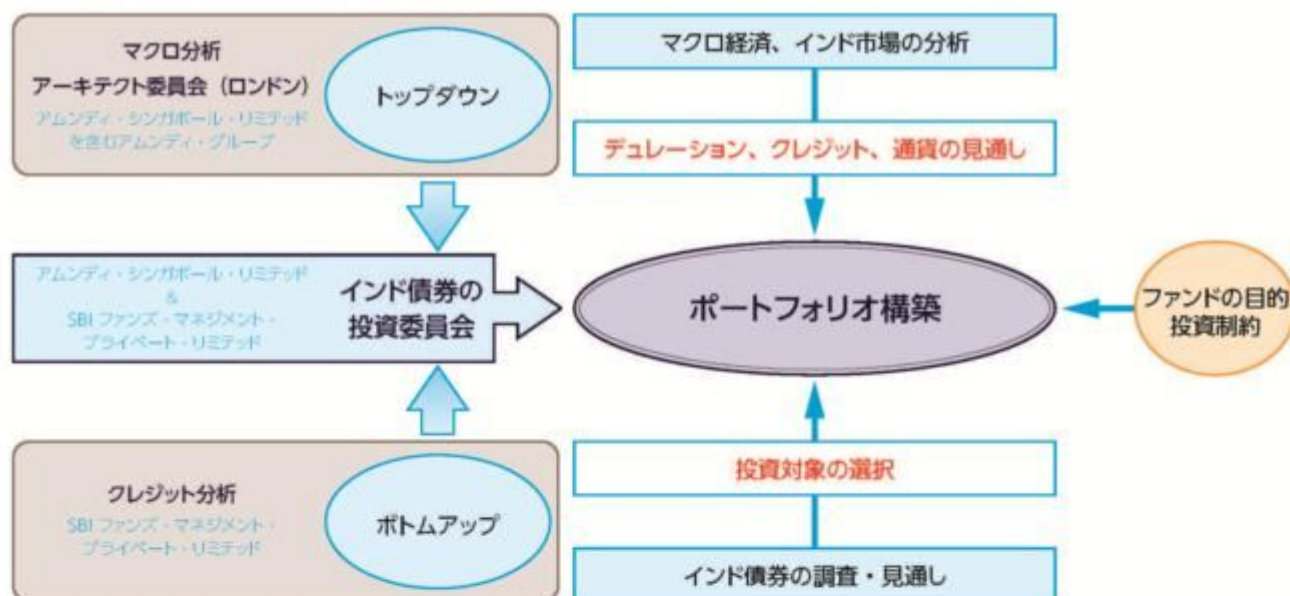 マクロ分析
アーキテクト委員会（ロンドン）
アムンディ・シンガポール・リミテッド
を含むアムンディ・グループ
トップダウン
マクロ経済、インド市場の分析
デュレーション、クレジット、通貨の見通し
アムンディ・シンガポール・リミテッド
&
SBI ファンズ・マネジメント・
プライベート・リミテッド
インド債券の
投資委員会
ポートフォリオ構築
ファンドの目的
投資制約
クレジット分析
SBI ファンズ・マネジメント・
プライベート・リミテッド
ボトムアップ
投資対象の選択
インド債券の調査・見通し